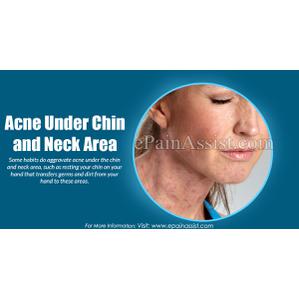 Acne Under Chin
and Neck Area
Some habits do aggravate acne under the chin
and neck area, such as resting your chin on your
hand that transfers germs and dirt from your
hand to these areas.
ePainAssist.com
For More Information: Visit: www.epainassist.com